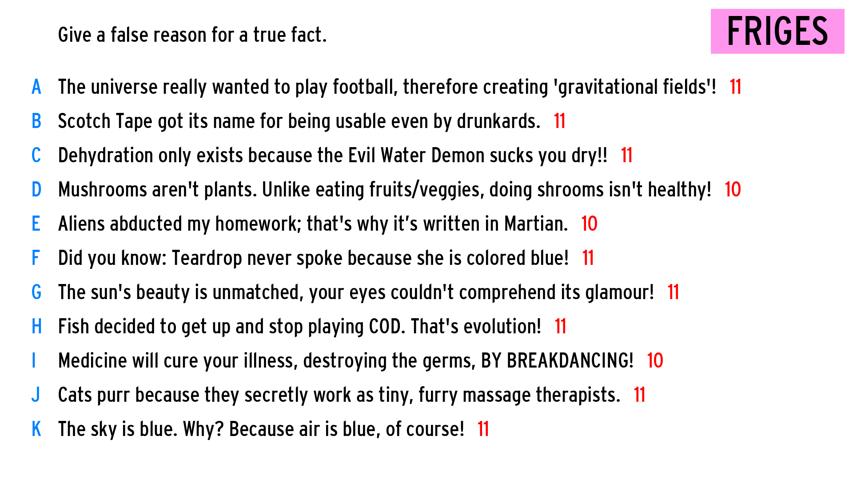 Give a false reason for a true fact.
FRIGES
A The universe really wanted to play football, therefore creating 'gravitational fields'! 11
B Scotch Tape got its name for being usable even by drunkards. 11
C Dehydration only exists because the Evil Water Demon sucks you dry!! 11
D Mushrooms aren't plants. Unlike eating fruits/veggies, doing shrooms isn't healthy! 10
E Aliens abducted my homework; that's why it’s written in Martian. 10
F Did you know: Teardrop never spoke because she is colored blue! 11
G The sun's beauty is unmatched, your eyes couldn't comprehend its glamour! 11
H Fish decided to get up and stop playing COD. That's evolution! 11
I Medicine will cure your illness, destroying the germs, BY BREAKDANCING! 10
J Cats purr because they secretly work as tiny, furry massage therapists. 11
K The sky is blue. Why? Because air is blue, of course! 11